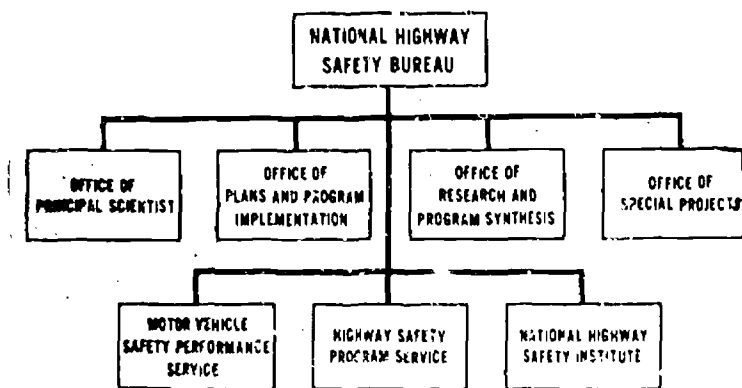 NATIONAL HIGHWAY
SAFETY BUREAU
OFFICE OF
PRINCIPAL SCIENTIST
OFFICE OF
PLANS AND PROGRAM
IMPLEMENTATION
OFFICE OF
RESEARCH AND
PROGRAM SYNTHESIS
OFFICE OF
SPECIAL PROJECTS
MOTOR VEHICLE
SAFETY PERFORMANCE
SERVICE
HIGHWAY SAFETY
PROGRAM SERVICE
NATIONAL HIGHWAY
SAFETY INSTITUTE